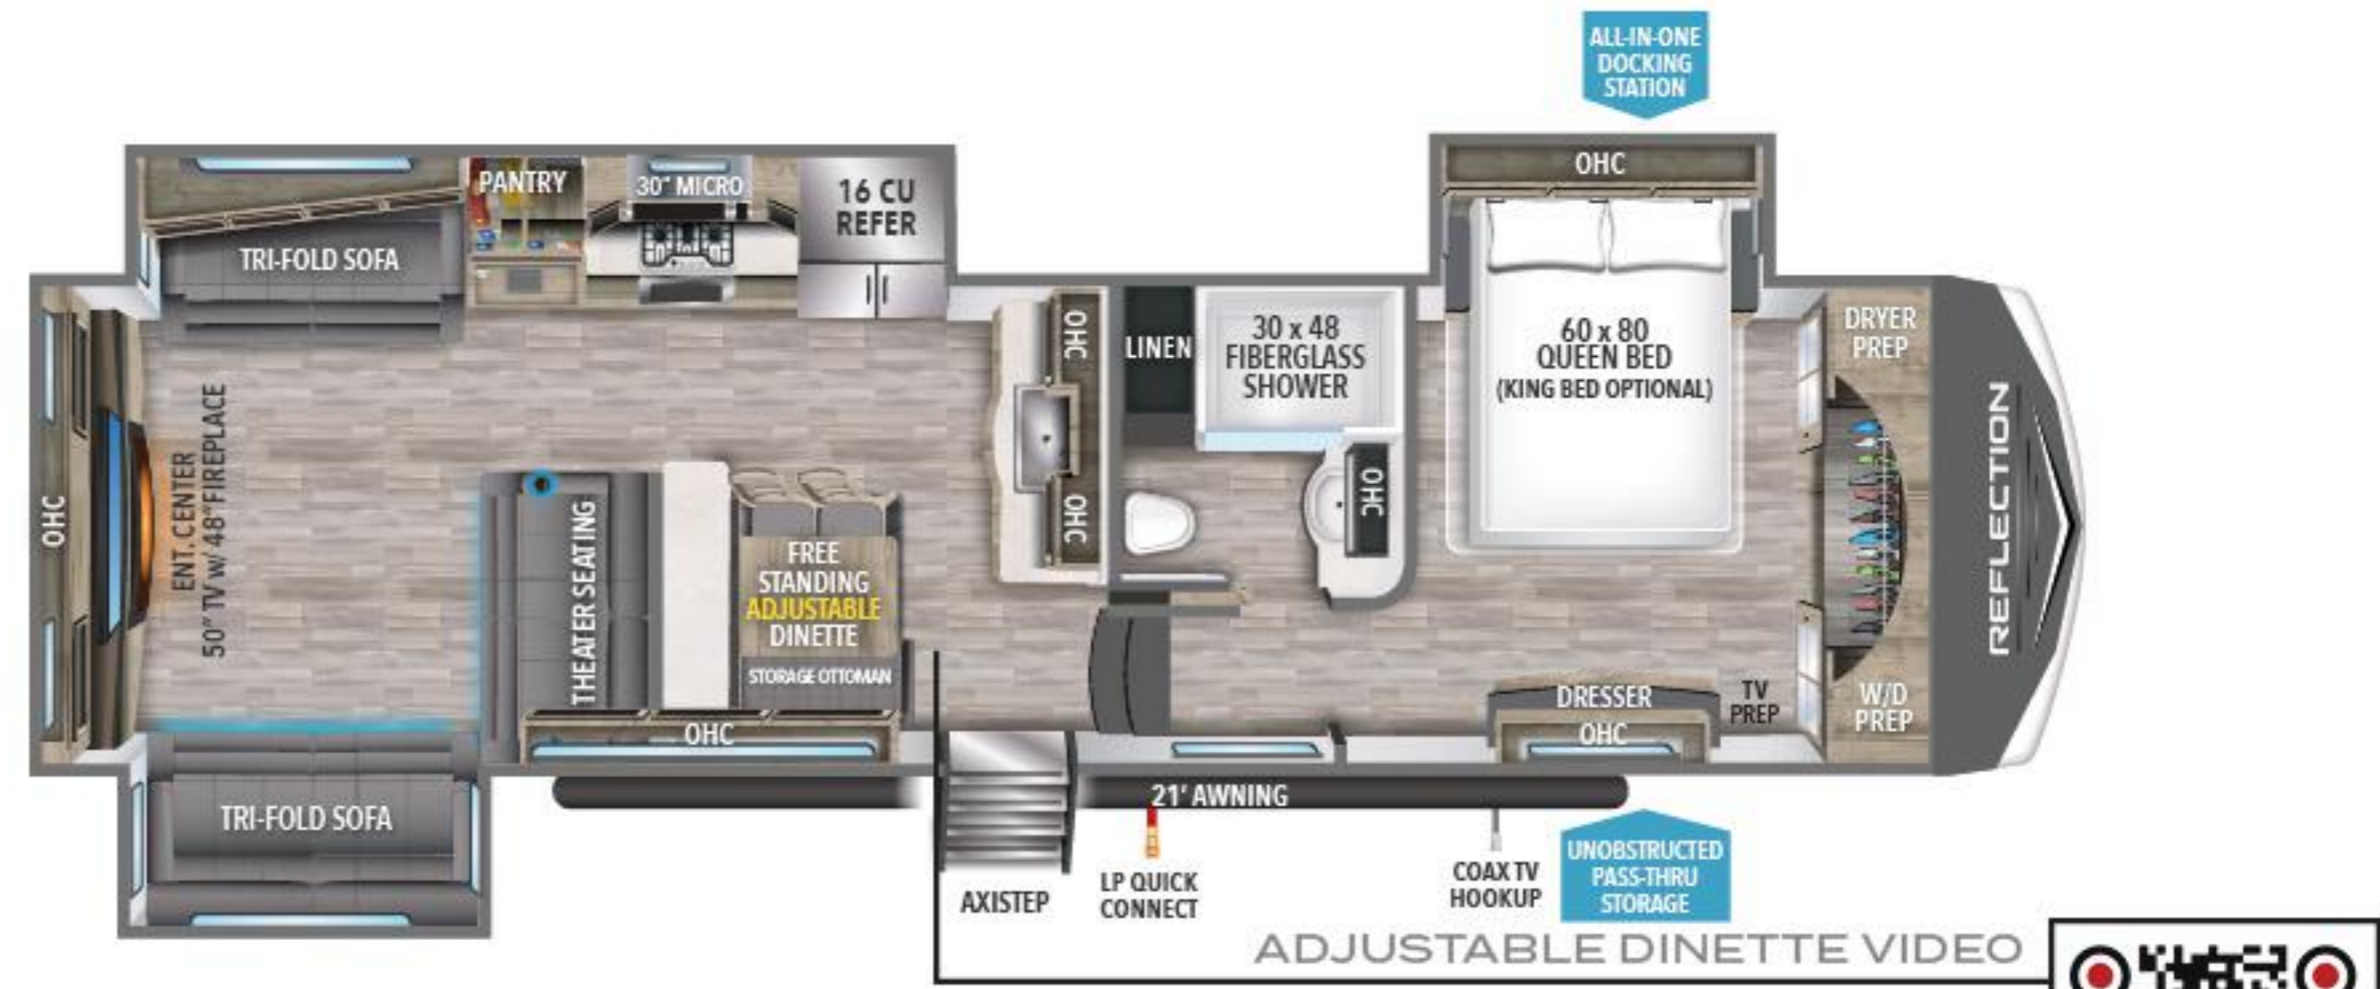 ALL-IN-ONE
DOCKING
STATION
OHC
PANTRY
30" MICRO
16 CU
REFER
TRI-FOLD SOFA
OHC
LINEN
30 x 48
FIBERGLASS
SHOWER
60 x 80
QUEEN BED
(KING BED OPTIONAL)
DRYER
PREP
OHC
ENT. CENTER
50" TV w/ 48" FIREPLACE
THEATER SEATING
FREE
STANDING
ADJUSTABLE
DINETTE
STORAGE OTTOMAN
OHC
OHC
OHC
REFLECTION
DRESSER
OHC
TV
PREP
W/D
PREP
TRI-FOLD SOFA
21' AWNING
AXISTEP
LP QUICK
CONNECT
COAX TV
HOOKUP
UNOBSTRUCTED
PASS-THRU
STORAGE
ADJUSTABLE DINETTE VIDEO